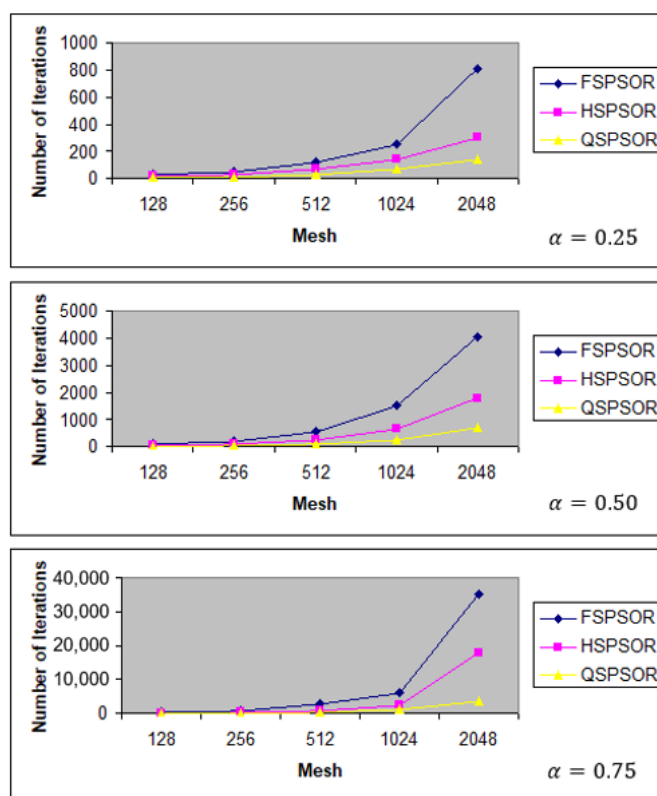 Number of Iterations
1000
800
600
400
200
0
128 256 512 1024 2048
Mesh
FSPSOR
HSPSOR
QSPSOR
α = 0.25
Number of Iterations
5000
4000
3000
2000
1000
0
128 256 512 1024 2048
Mesh
FSPSOR
HSPSOR
QSPSOR
α = 0.50
Number of Iterations
40,000
30,000
20,000
10,000
0
128 256 512 1024 2048
Mesh
FSPSOR
HSPSOR
QSPSOR
α = 0.75